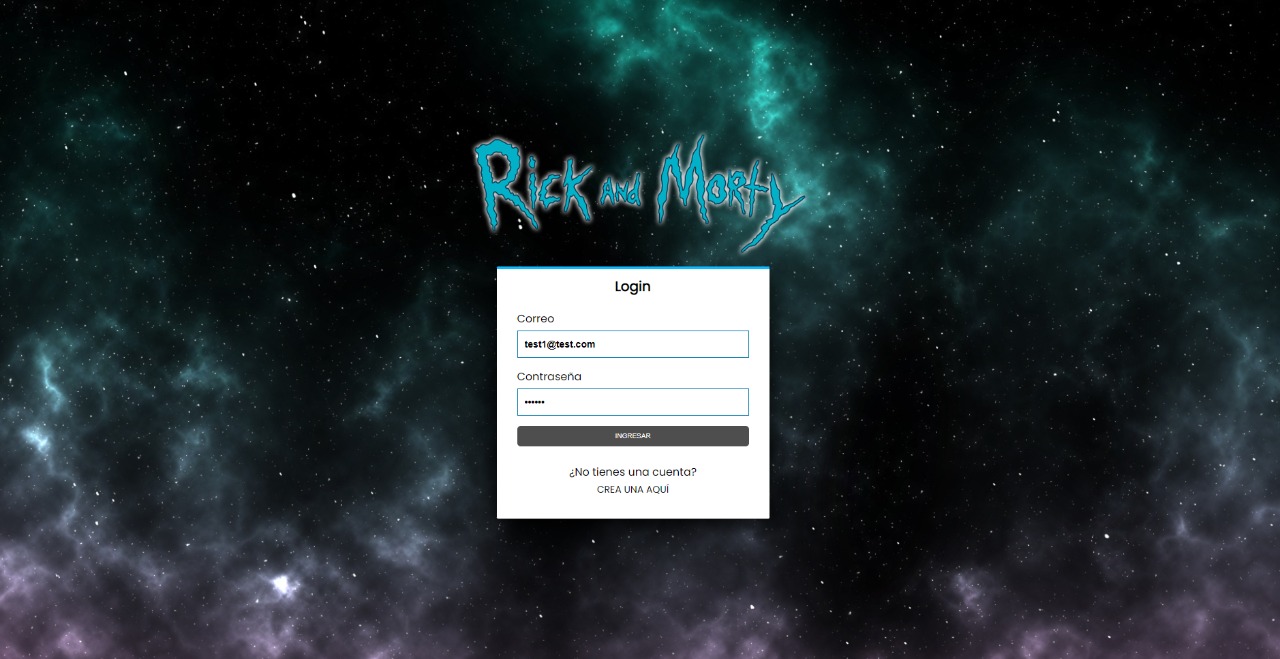 Rick and Morty
Login
Correo
test1@test.com
Contraseña
••••••
INGRESAR
¿No tienes una cuenta?
CREA UNA AQUÍ